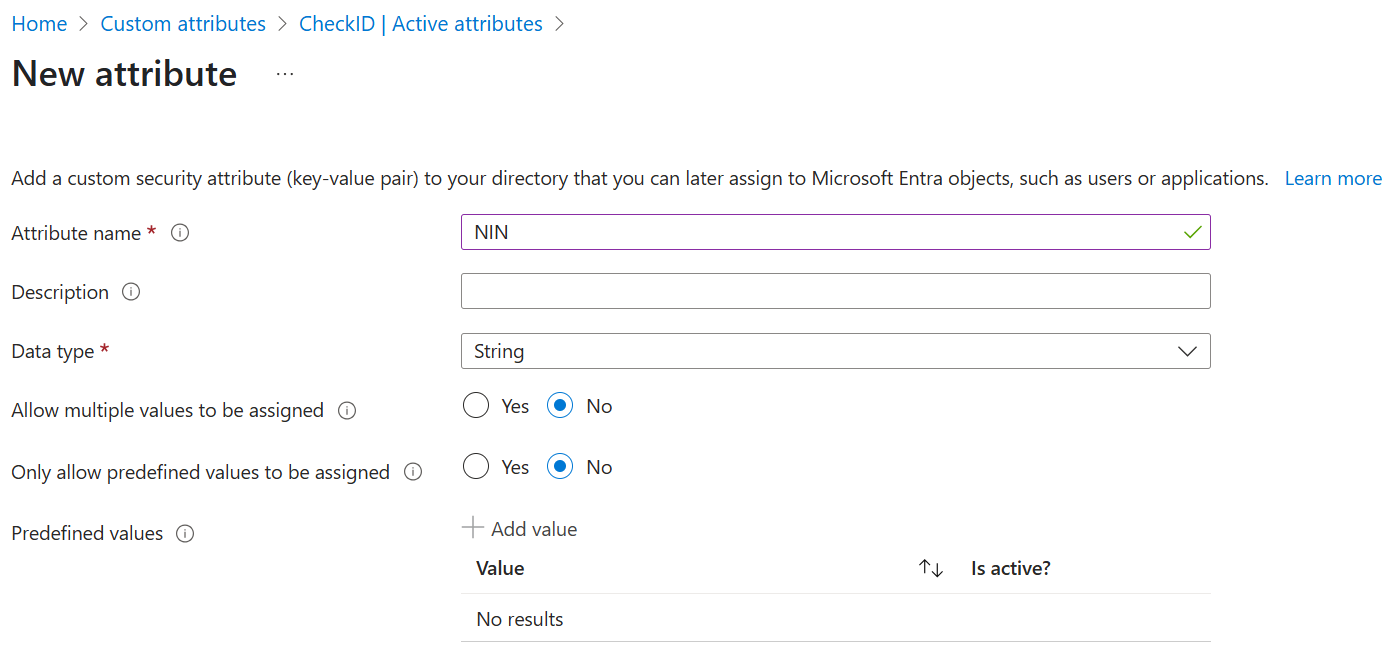 Home > Custom attributes > CheckID | Active attributes >
New attribute ...
Add a custom security attribute (key-value pair) to your directory that you can later assign to Microsoft Entra objects, such as users or applications. Learn more
Attribute name * NIN
Description
Data type * String
Allow multiple values to be assigned Yes No
Only allow predefined values to be assigned Yes No
Predefined values + Add value
Value Is active?
No results